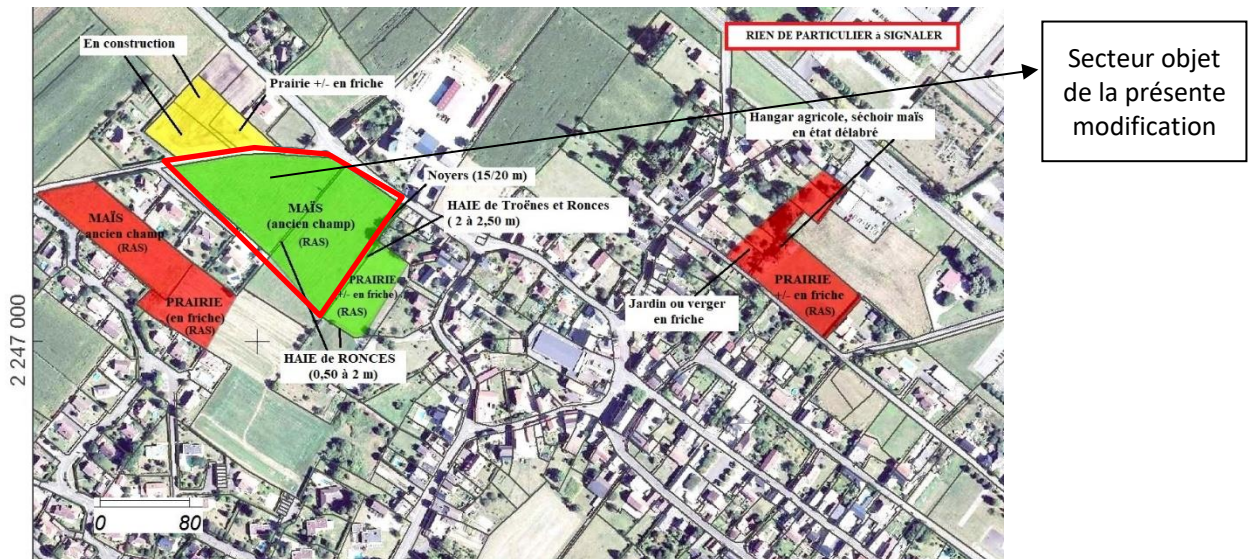 En construction
Prairie +/- en friche
RIEN DE PARTICULIER à SIGNALER
Secteur objet
de la présente
modification
Hangar agricole, séchoir maïs
en état délabré
Noyers (15/20 m)
HAIE de Troënes et Ronces
( 2 à 2,50 m)
MAÏS
(ancien champ)
(RAS)
MAÏS
ancien champ)
(RAS)
PRAIRIE
(en friche)
(RAS)
PRAIRIE
+/- en friche)
(RAS)
PRAIRIE
+/- en friche
(RAS)
Jardin ou verger
en friche
HAIE de RONCES
(0,50 à 2 m)
2 247 000
0 80